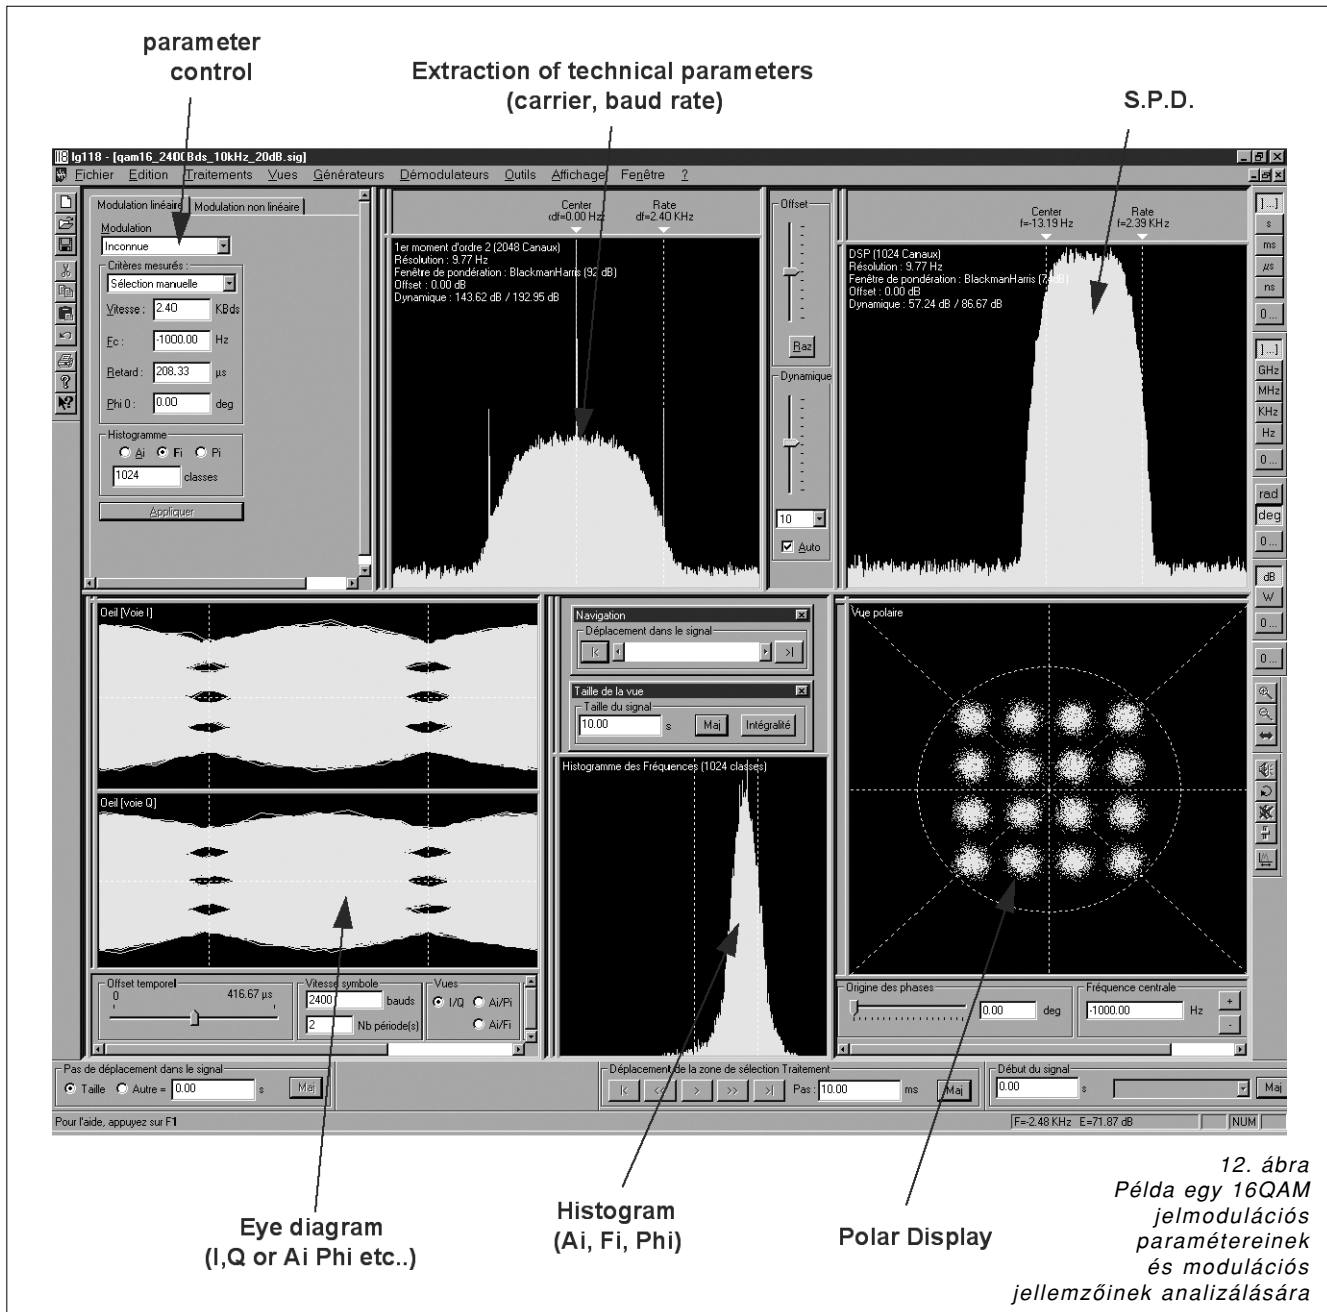 parameter
control
Extraction of technical parameters
(carrier, baud rate)
S.P.D.
lg118 - [qam16_2400Bds_10kHz_20dB.sig]
Fichier Edition Traitements Vues Générateurs Démodulateurs Outils Affichage Fenêtre ?
Modulation linéaire Modulation non linéaire
Modulation
Inconnue
Critères mesurés :
Sélection manuelle
Vitesse : 2.40 KBds
Fc : -1000.00 Hz
Retard : 208.33 µs
Phi 0 : 0.00 deg
Histogramme
Ai Fi Pi
1024 classes
Appliquer
Center Rate
df=0.00 Hz df=2.40 KHz
1er moment d'ordre 2 (2048 Canaux)
Résolution : 9.77 Hz
Fenêtre de pondération : BlackmanHarris (92 dB)
Offset : 0.00 dB
Dynamique : 143.62 dB / 192.95 dB
Offset
Raz
Dynamique
10
Auto
Center Rate
f=-13.19 Hz f=2.39 KHz
DSP (1024 Canaux)
Résolution : 9.77 Hz
Fenêtre de pondération : BlackmanHarris (74dB)
Offset : 0.00 dB
Dynamique : 57.24 dB / 86.67 dB
]...]
s
ms
µs
ns
0 ...
]...]
GHz
MHz
KHz
Hz
0 ...
rad
deg
0 ...
dB
W
0 ...
0 ...
Oeil [Voie I]
Oeil [voie Q]
Navigation
Déplacement dans le signal
|< >|
Taille de la vue
Taille du signal
10.00 s Maj Intégralité
Histogramme des Fréquences (1024 classes)
Vue polaire
Offset temporel
0 416.67 µs
Vitesse symbole
2400 bauds
2 Nb période(s)
Vues
I/Q Ai/Pi
Ai/Fi
Origine des phases
0.00 deg
Fréquence centrale
-1000.00 Hz
+
-
Pas de déplacement dans le signal
Taille Autre = 0.00 s Maj
Déplacement de la zone de sélection Traitement
|< << > >> >| Pas : 10.00 ms Maj
Début du signal
0.00 s Maj
Pour l'aide, appuyez sur F1
F=-2.48 KHz E=71.87 dB NUM
Eye diagram
(I,Q or Ai Phi etc..)
Histogram
(Ai, Fi, Phi)
Polar Display
12. ábra
Példa egy 16QAM
jelmodulációs
paramétereinek
és modulációs
jellemzőinek analizálására